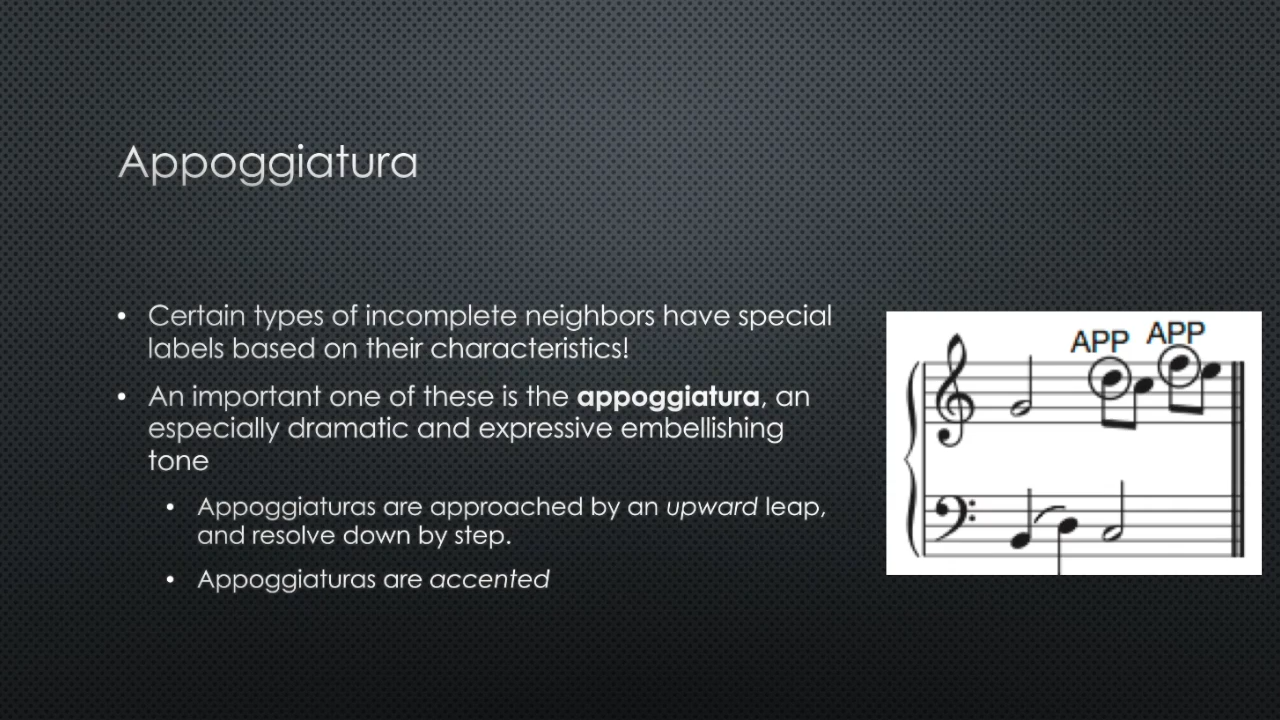 Appoggiatura
• Certain types of incomplete neighbors have special
labels based on their characteristics!
• An important one of these is the appoggiatura, an
especially dramatic and expressive embellishing
tone
• Appoggiaturas are approached by an upward leap,
and resolve down by step.
• Appoggiaturas are accented
APP APP